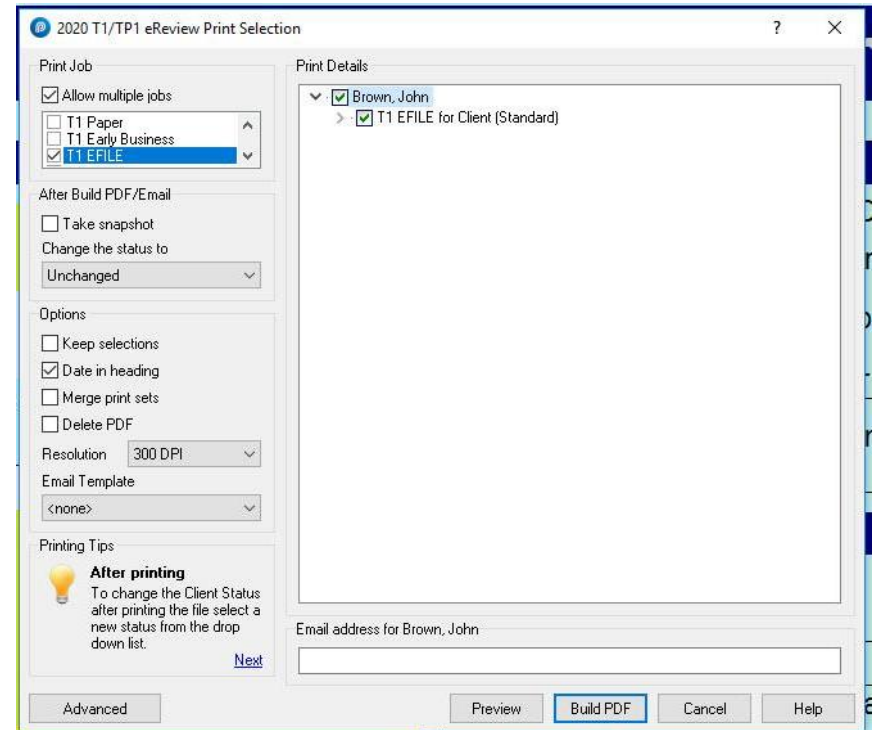 2020 T1/TP1 eReview Print Selection
Print Job
Allow multiple jobs
T1 Paper
T1 Early Business
T1 EFILE
After Build PDF/Email
Take snapshot
Change the status to
Unchanged
Options
Keep selections
Date in heading
Merge print sets
Delete PDF
Resolution 300 DPI
Email Template
<none>
Printing Tips
After printing
To change the Client Status
after printing the file select a
new status from the drop
down list.
Next
Print Details
Brown, John
T1 EFILE for Client (Standard)
Email address for Brown, John
Advanced Preview Build PDF Cancel Help